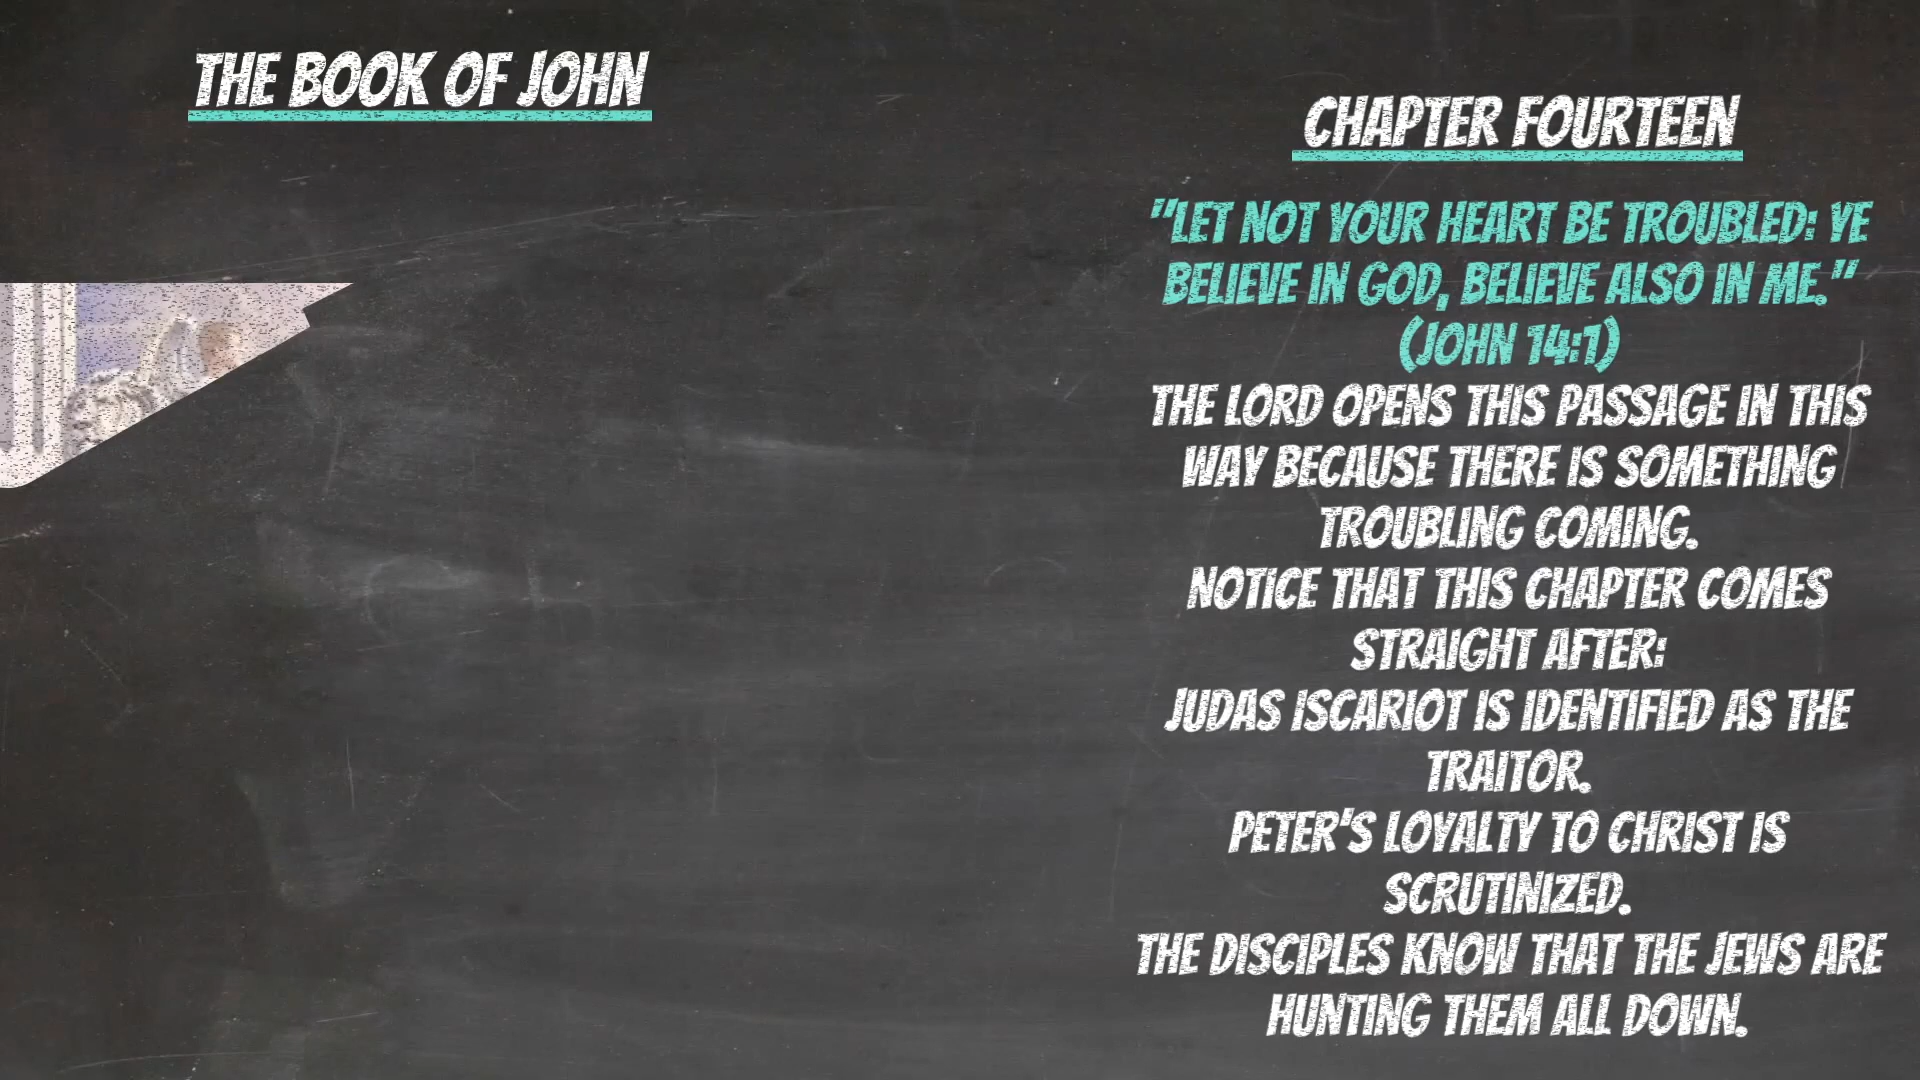 THE BOOK OF JOHN
CHAPTER FOURTEEN
"LET NOT YOUR HEART BE TROUBLED: YE
BELIEVE IN GOD, BELIEVE ALSO IN ME."
(JOHN 14:1)
THE LORD OPENS THIS PASSAGE IN THIS
WAY BECAUSE THERE IS SOMETHING
TROUBLING COMING.
NOTICE THAT THIS CHAPTER COMES
STRAIGHT AFTER:
JUDAS ISCARIOT IS IDENTIFIED AS THE
TRAITOR.
PETER'S LOYALTY TO CHRIST IS
SCRUTINIZED.
THE DISCIPLES KNOW THAT THE JEWS ARE
HUNTING THEM ALL DOWN.